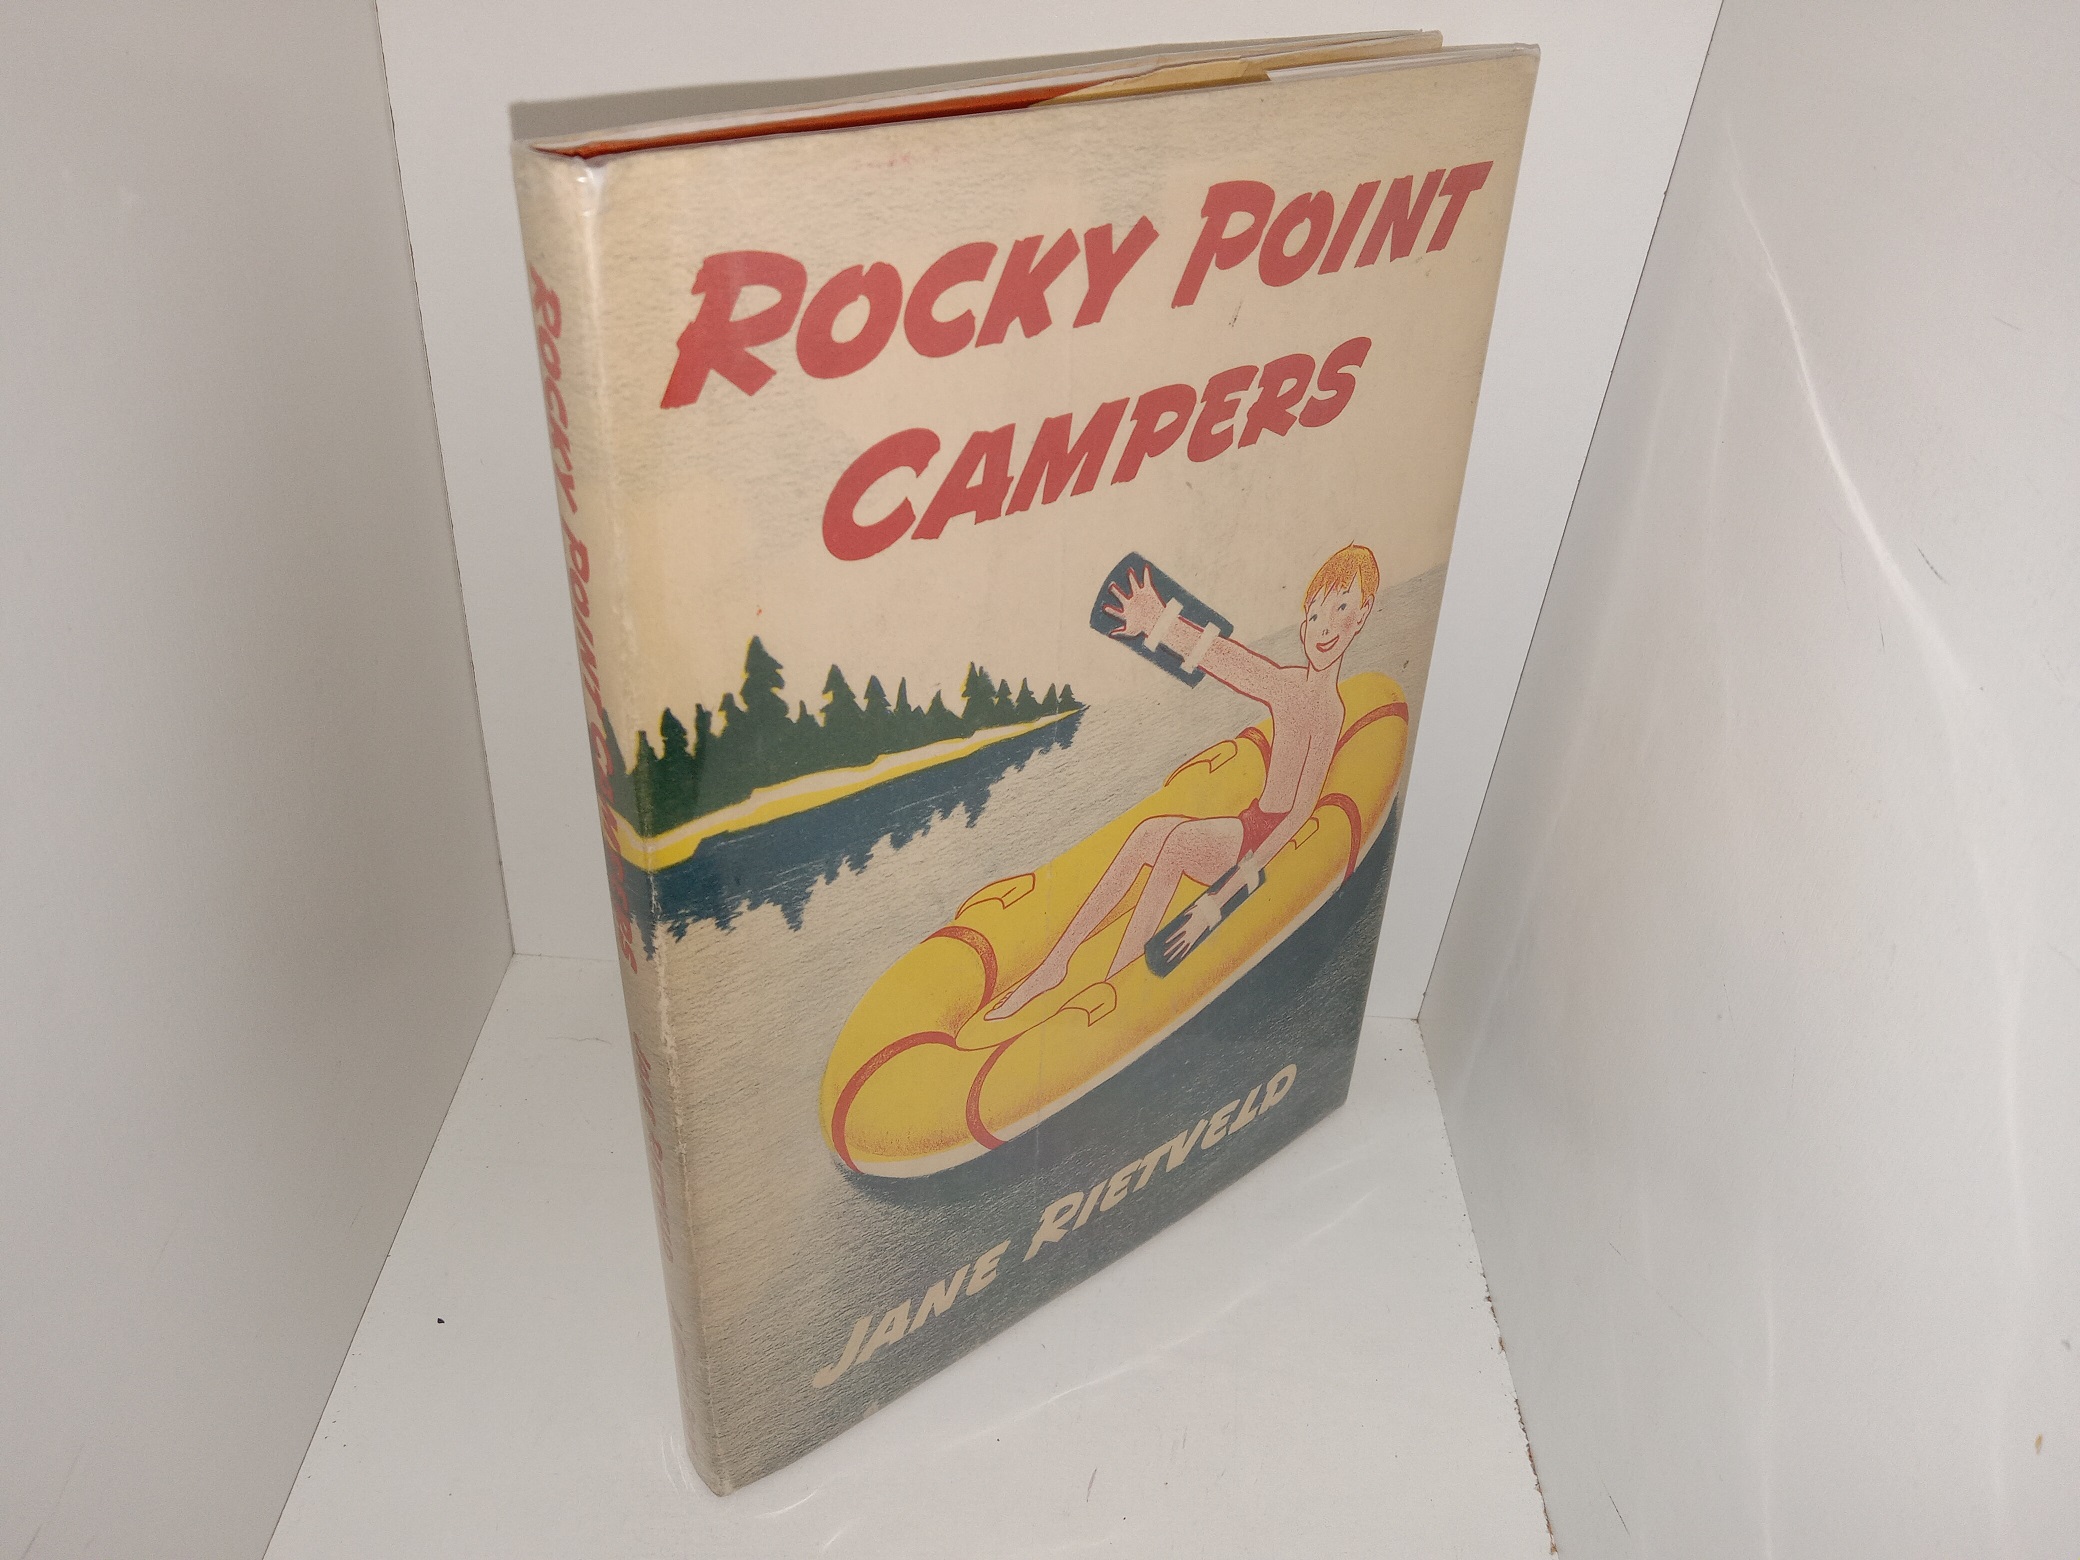 ROCKY POINT
CAMPERS
JANE RIETVELD
ROCKY POINT CAMPERS